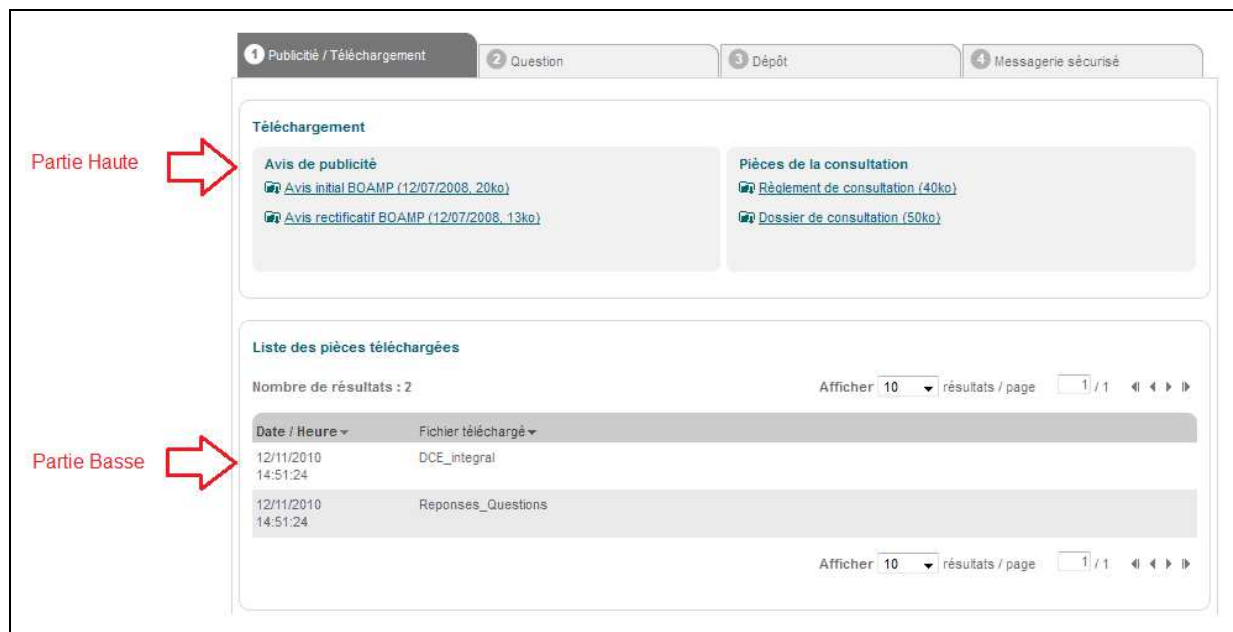 1 Publicitié / Téléchargement
2 Question
3 Dépôt
4 Messagerie sécurisé
Téléchargement
Partie Haute
Avis de publicité
Avis initial BOAMP (12/07/2008, 20ko)
Avis rectificatif BOAMP (12/07/2008, 13ko)
Pièces de la consultation
Règlement de consultation (40ko)
Dossier de consultation (50ko)
Liste des pièces téléchargées
Nombre de résultats : 2
Afficher 10 résultats / page 1 / 1
Date / Heure
Fichier téléchargé
Partie Basse
12/11/2010
14:51:24
DCE_integral
12/11/2010
14:51:24
Reponses_Questions
Afficher 10 résultats / page 1 / 1